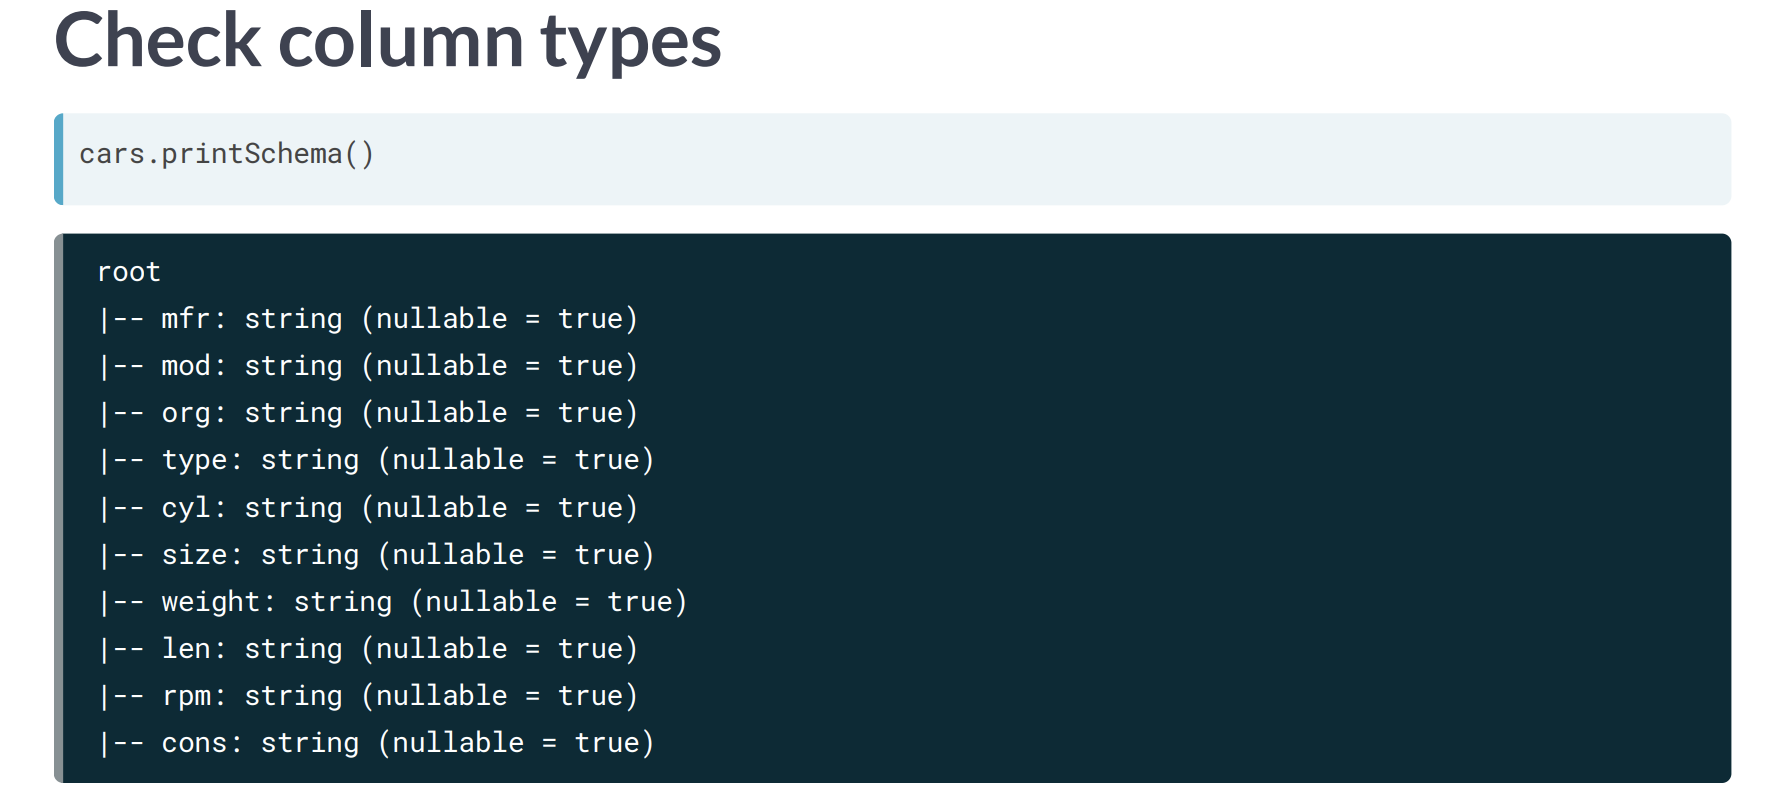 Check column types
cars.printSchema()
root
|-- mfr: string (nullable = true)
|-- mod: string (nullable = true)
|-- org: string (nullable = true)
|-- type: string (nullable = true)
|-- cyl: string (nullable = true)
|-- size: string (nullable = true)
|-- weight: string (nullable = true)
|-- len: string (nullable = true)
|-- rpm: string (nullable = true)
|-- cons: string (nullable = true)